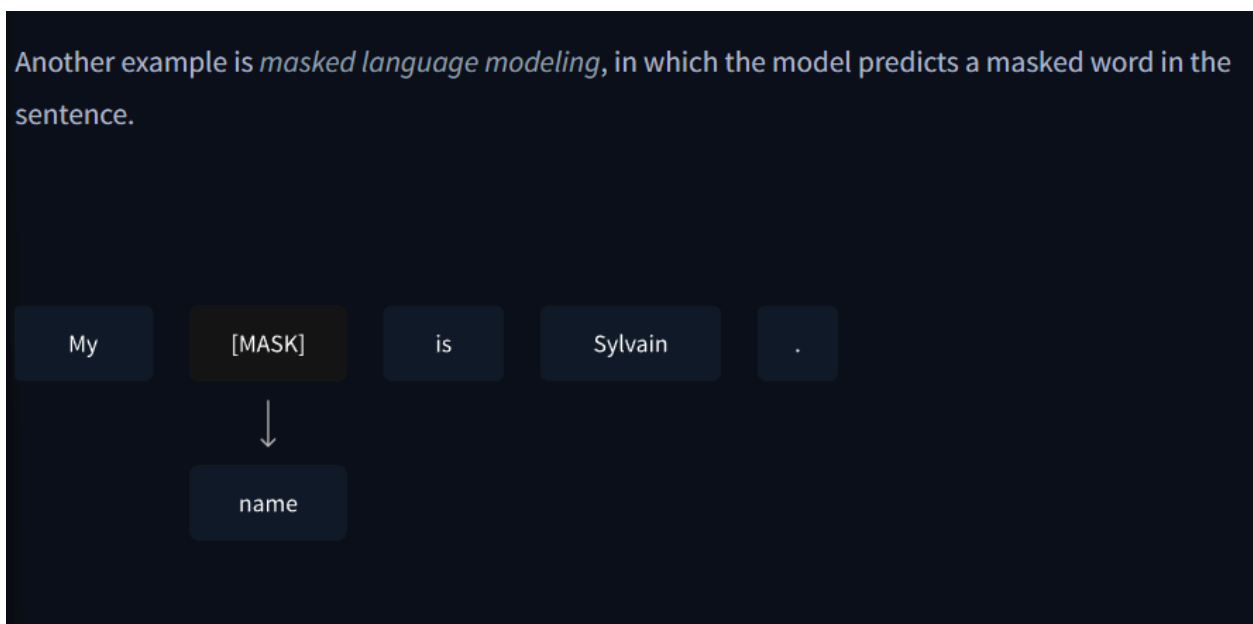 Another example is masked language modeling, in which the model predicts a masked word in the
sentence.
My [MASK] is Sylvain .
name